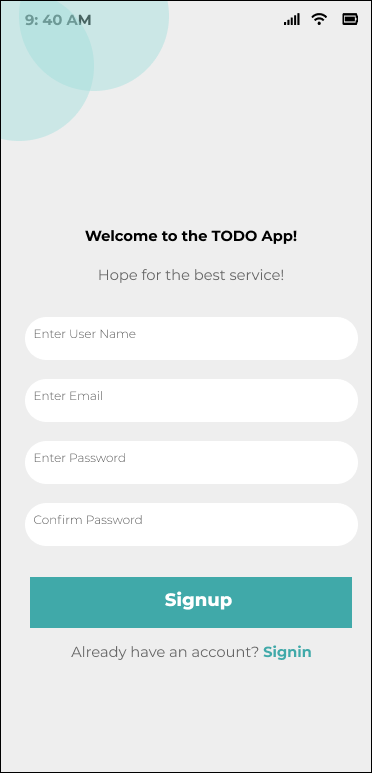 9: 40 AM
Welcome to the TODO App!
Hope for the best service!
Enter User Name
Enter Email
Enter Password
Confirm Password
Signup
Already have an account? Signin